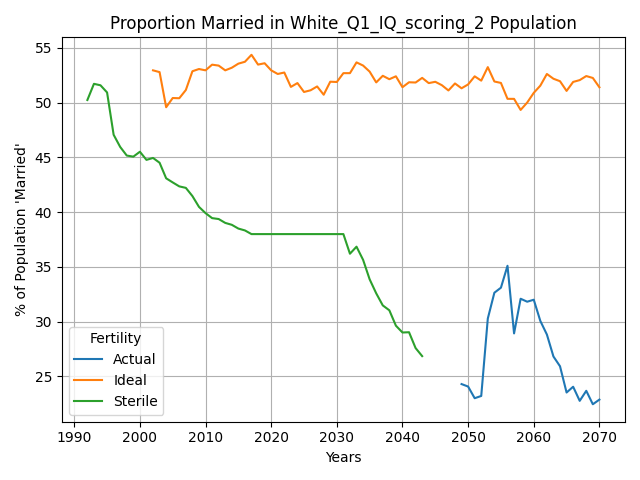 Proportion Married in White_Q1_IQ_scoring_2 Population
% of Population 'Married'
55
50
45
40
35
30
25
Fertility
Actual
Ideal
Sterile
1990 2000 2010 2020 2030 2040 2050 2060 2070
Years